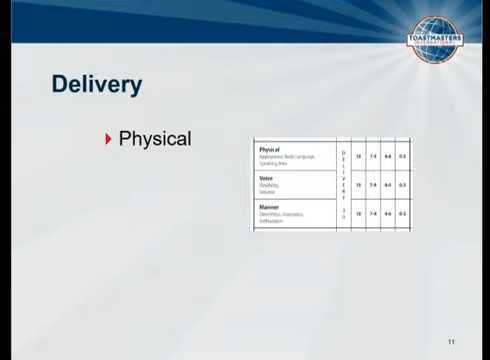 TOASTMASTERS
INTERNATIONAL
Delivery
Physical
Physical
Appearance, Body Language
Speaking Area
Voice
Flexibility,
Volume
Manner
Directness, Assurance,
Enthusiasm
DELIVERY 30
10 7-9 4-6 0-3
10 7-9 4-6 0-3
10 7-9 4-6 0-3
11